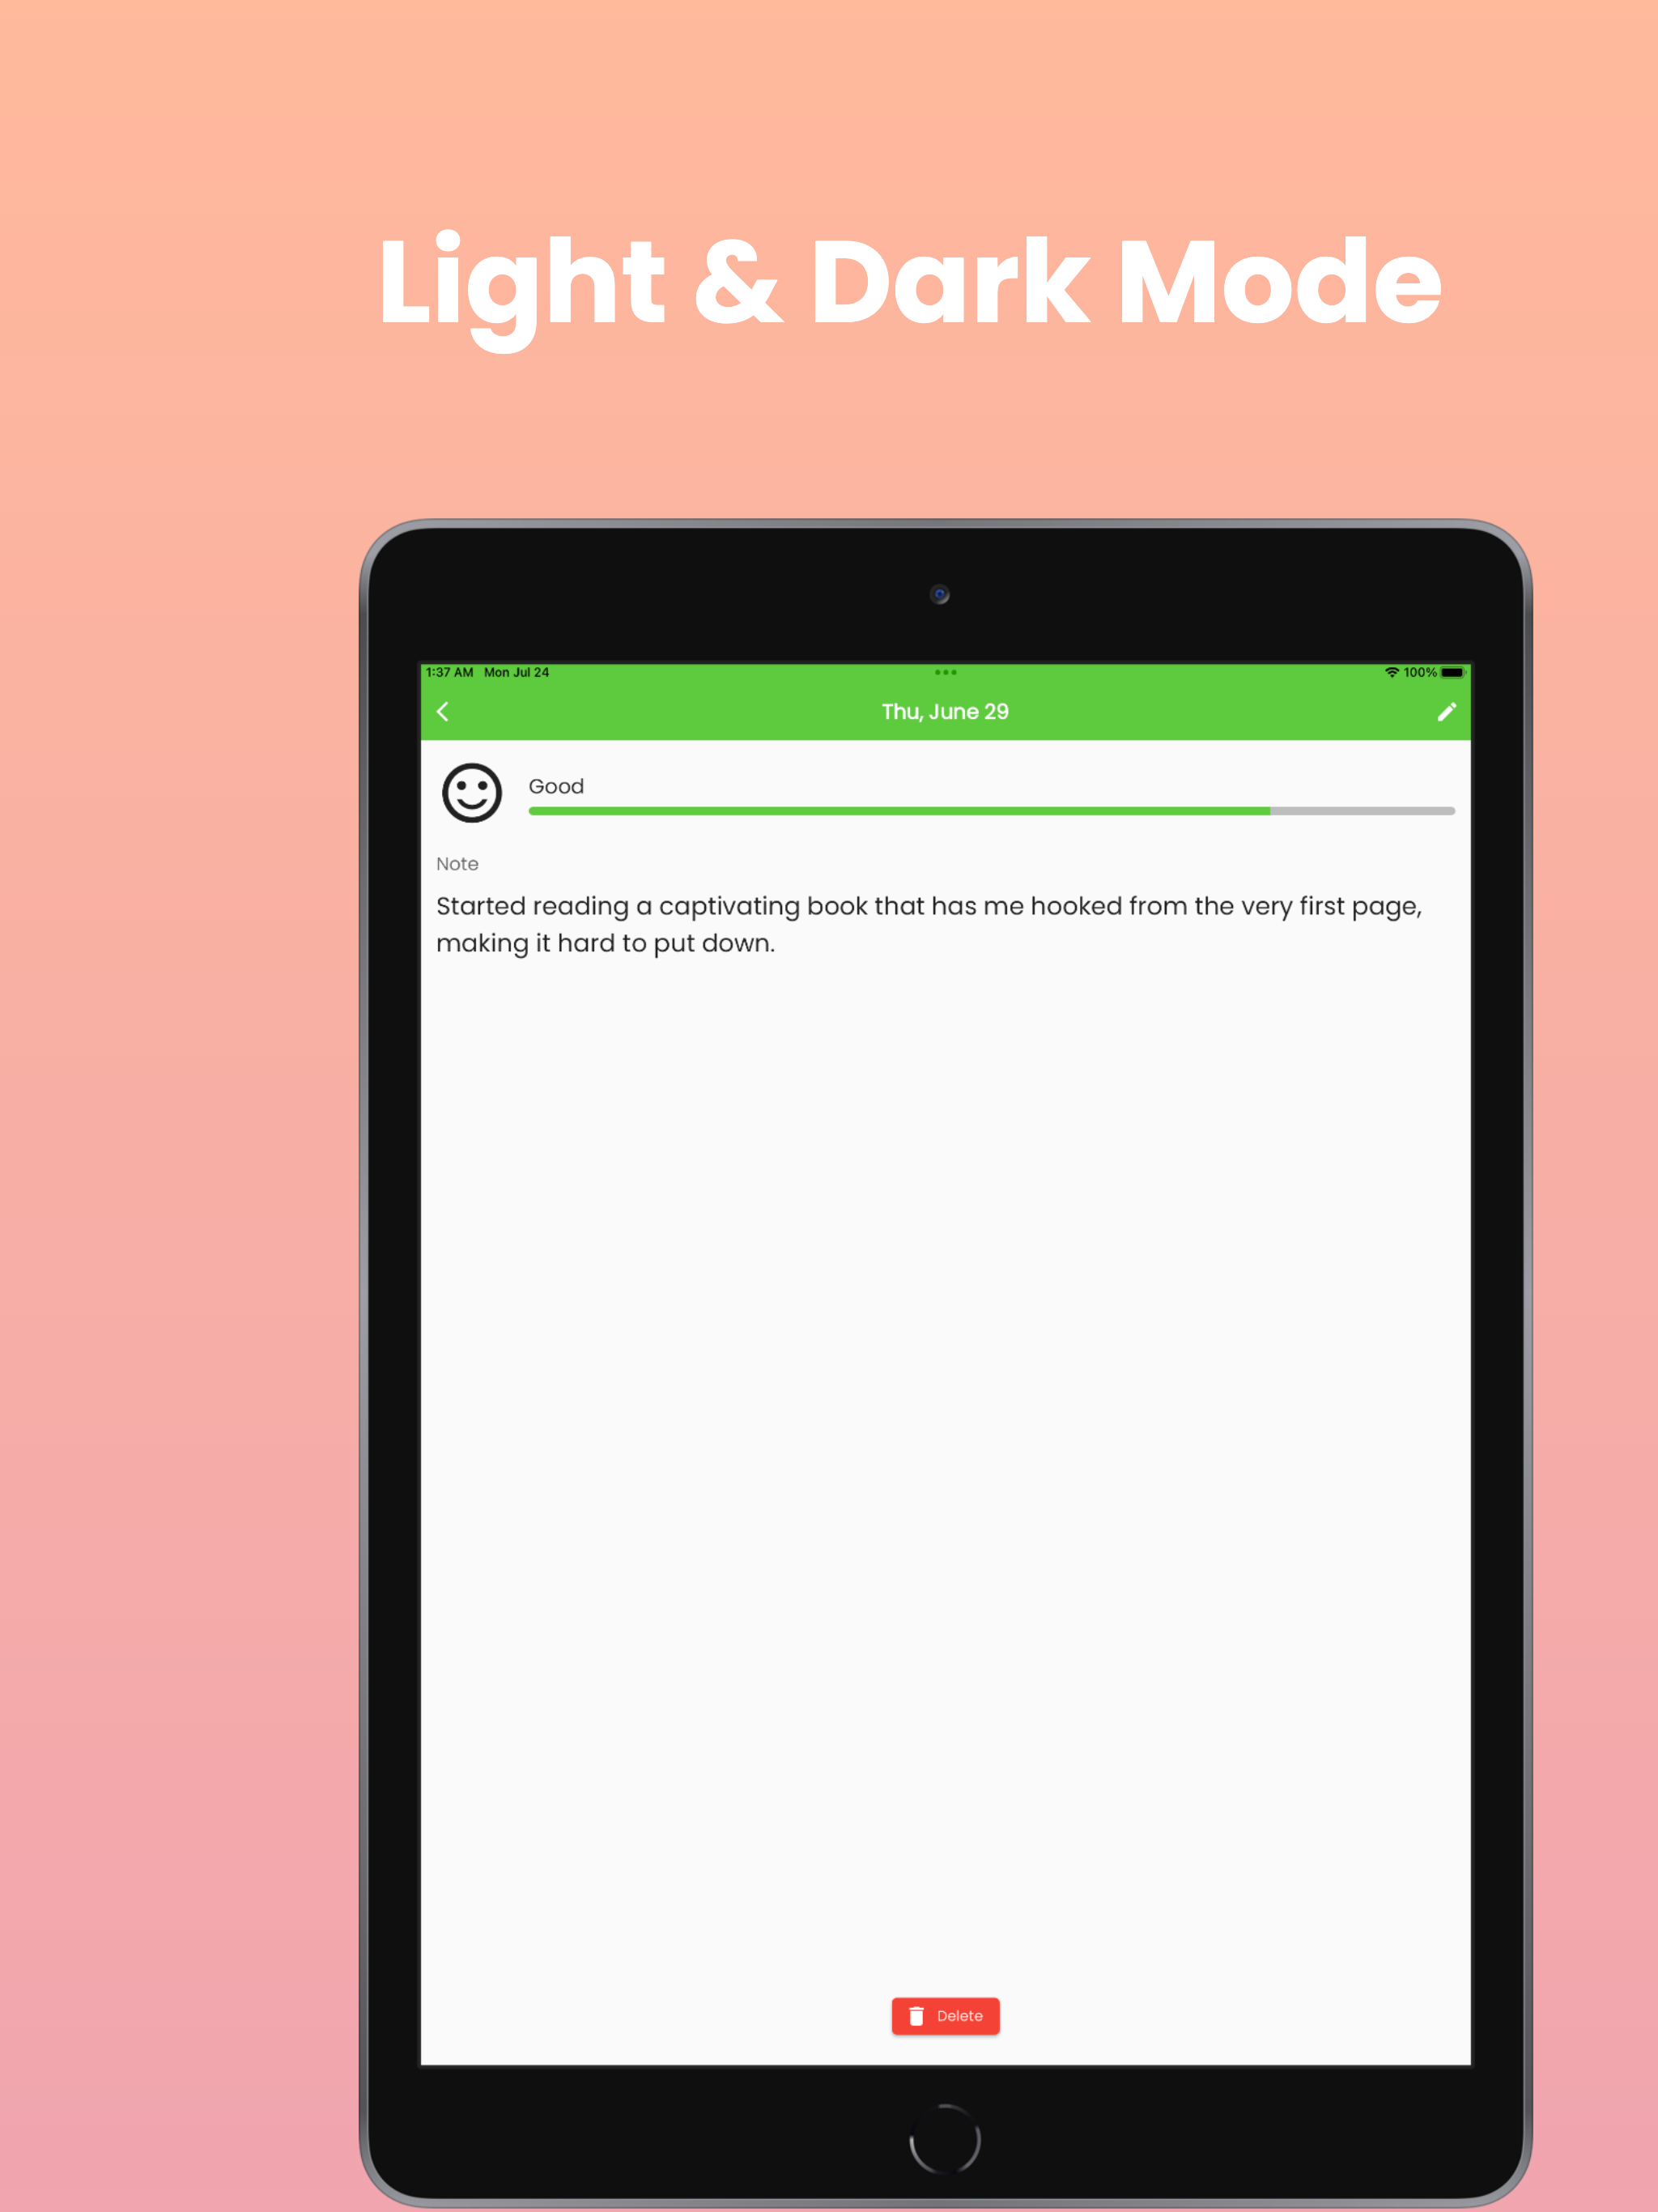 Light & Dark Mode
1:37 AM Mon Jul 24
100%
Thu, June 29
Good
Note
Started reading a captivating book that has me hooked from the very first page,
making it hard to put down.
Delete